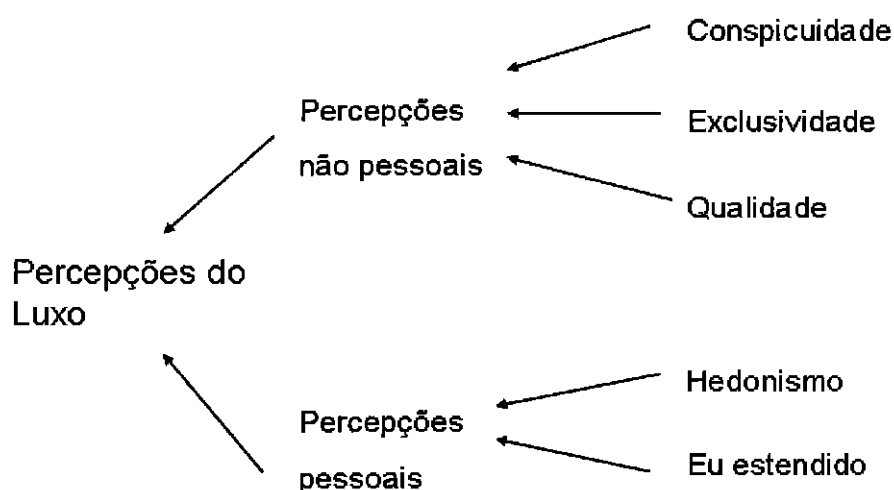 Conspicuidade
Percepções
não pessoais
Exclusividade
Qualidade
Percepções do
Luxo
Hedonismo
Percepções
pessoais
Eu estendido